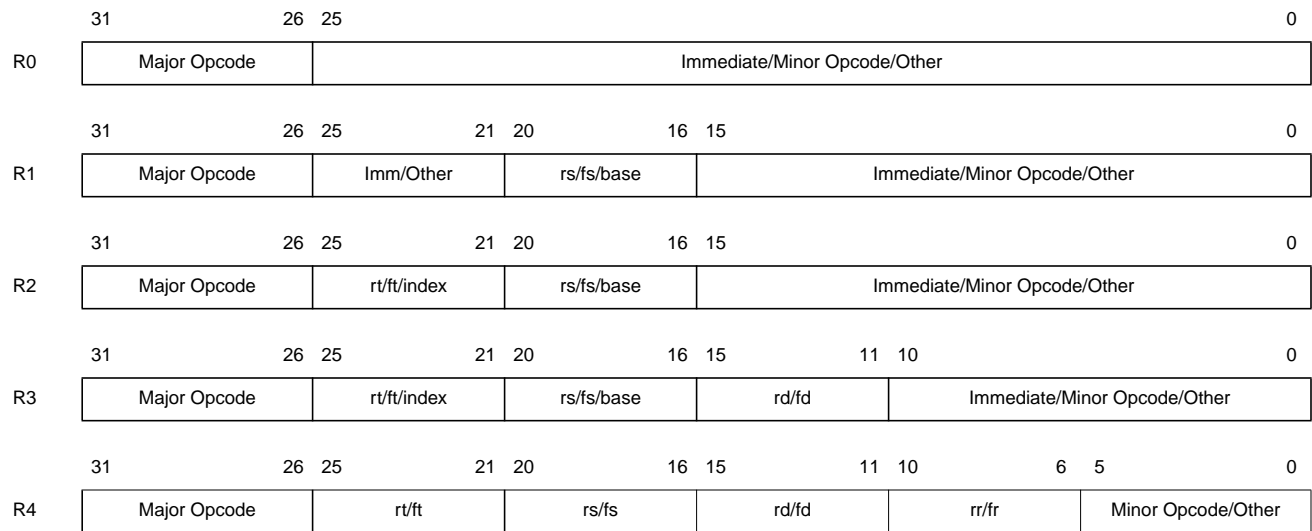 31 26 25 0
R0 Major Opcode Immediate/Minor Opcode/Other
31 26 25 21 20 16 15 0
R1 Major Opcode Imm/Other rs/fs/base Immediate/Minor Opcode/Other
31 26 25 21 20 16 15 0
R2 Major Opcode rt/ft/index rs/fs/base Immediate/Minor Opcode/Other
31 26 25 21 20 16 15 11 10 0
R3 Major Opcode rt/ft/index rs/fs/base rd/fd Immediate/Minor Opcode/Other
31 26 25 21 20 16 15 11 10 6 5 0
R4 Major Opcode rt/ft rs/fs rd/fd rr/fr Minor Opcode/Other